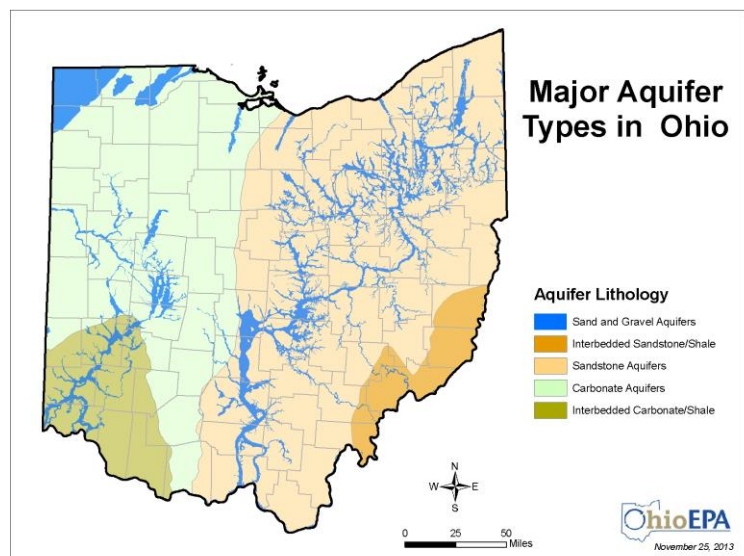 Major Aquifer
Types in Ohio
Aquifer Lithology
Sand and Gravel Aquifers
Interbedded Sandstone/Shale
Sandstone Aquifers
Carbonate Aquifers
Interbedded Carbonate/Shale
N
W E
S
0 25 50
Miles
OhioEPA
November 25, 2013